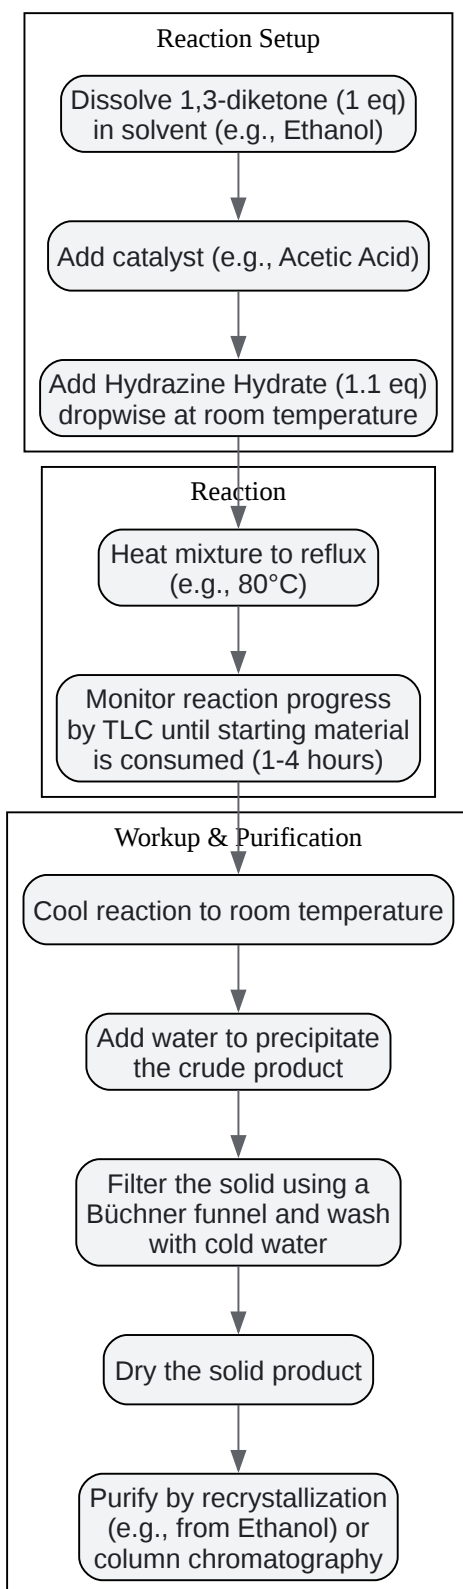 Reaction Setup
Dissolve 1,3-diketone (1 eq)
in solvent (e.g., Ethanol)
Add catalyst (e.g., Acetic Acid)
Add Hydrazine Hydrate (1.1 eq)
dropwise at room temperature
Reaction
Heat mixture to reflux
(e.g., 80°C)
Monitor reaction progress
by TLC until starting material
is consumed (1-4 hours)
Workup & Purification
Cool reaction to room temperature
Add water to precipitate
the crude product
Filter the solid using a
Büchner funnel and wash
with cold water
Dry the solid product
Purify by recrystallization
(e.g., from Ethanol) or
column chromatography